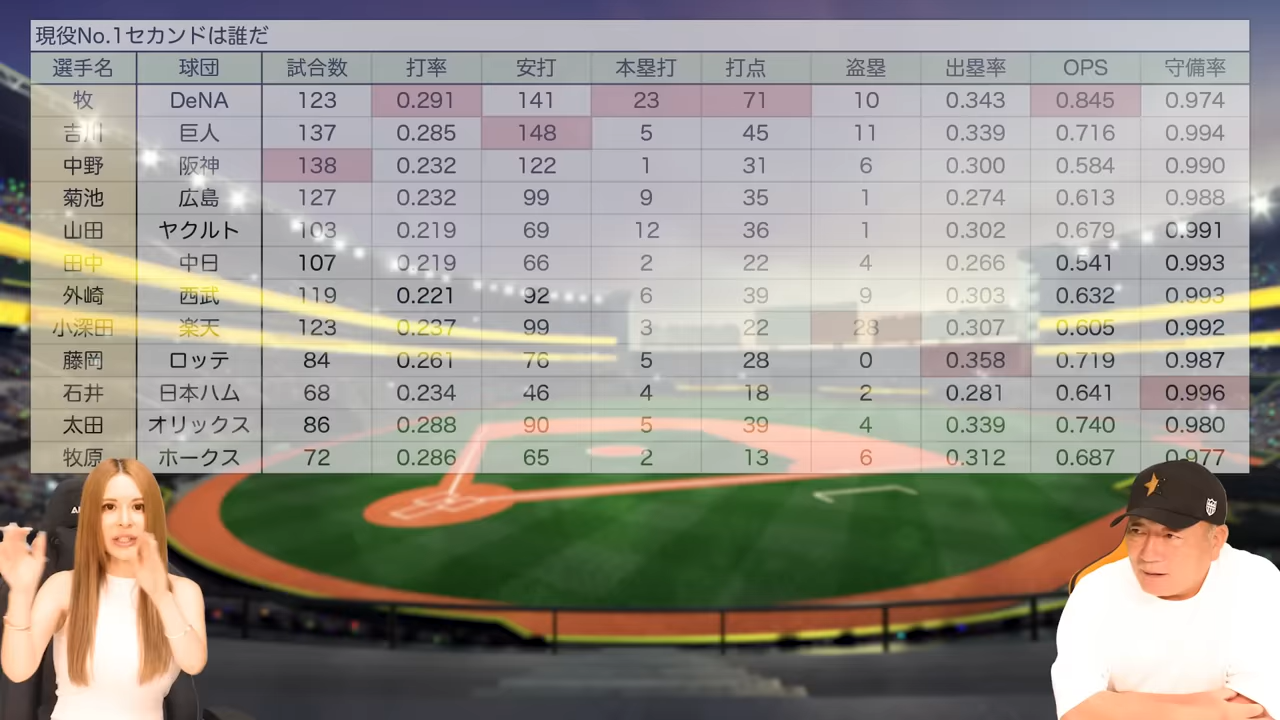 現役No.1セカンドは誰だ
選手名 球団 試合数 打率 安打 本塁打 打点 盗塁 出塁率 OPS 守備率
牧 DeNA 123 0.291 141 23 71 10 0.343 0.845 0.974
吉川 巨人 137 0.285 148 5 45 11 0.339 0.716 0.994
中野 阪神 138 0.232 122 1 31 6 0.300 0.584 0.990
菊池 広島 127 0.232 99 9 35 1 0.274 0.613 0.988
山田 ヤクルト 103 0.219 69 12 36 1 0.302 0.679 0.991
田中 中日 107 0.219 66 2 22 4 0.266 0.541 0.993
外崎 西武 119 0.221 92 6 39 9 0.303 0.632 0.993
小深田 楽天 123 0.237 99 3 22 28 0.307 0.605 0.992
藤岡 ロッテ 84 0.261 76 5 28 0 0.358 0.719 0.987
石井 日本ハム 68 0.234 46 4 18 2 0.281 0.641 0.996
太田 オリックス 86 0.288 90 5 39 4 0.339 0.740 0.980
牧原 ホークス 72 0.286 65 2 13 6 0.312 0.687 0.977